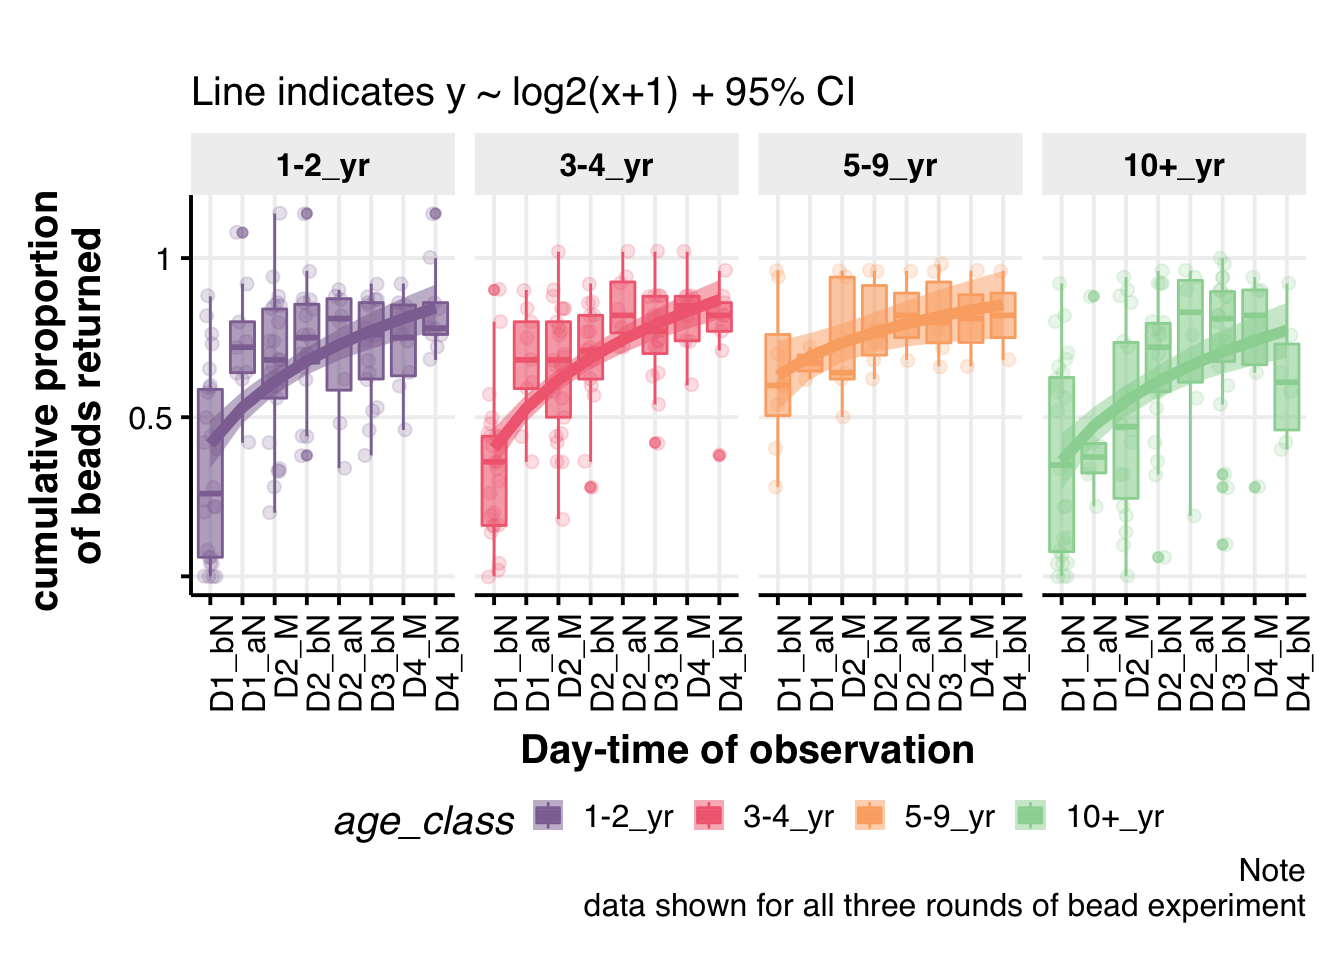 Line indicates y ~ log2(x+1) + 95% CI
1-2_yr
3-4_yr
5-9_yr
10+_yr
cumulative proportion
of beads returned
1
0.5
D1_bN
D1_aN
D2_M
D2_bN
D2_aN
D3_bN
D4_M
D4_bN
D1_bN
D1_aN
D2_M
D2_bN
D2_aN
D3_bN
D4_M
D4_bN
D1_bN
D1_aN
D2_M
D2_bN
D2_aN
D3_bN
D4_M
D4_bN
D1_bN
D1_aN
D2_M
D2_bN
D2_aN
D3_bN
D4_M
D4_bN
Day-time of observation
age_class
1-2_yr
3-4_yr
5-9_yr
10+_yr
Note
data shown for all three rounds of bead experiment